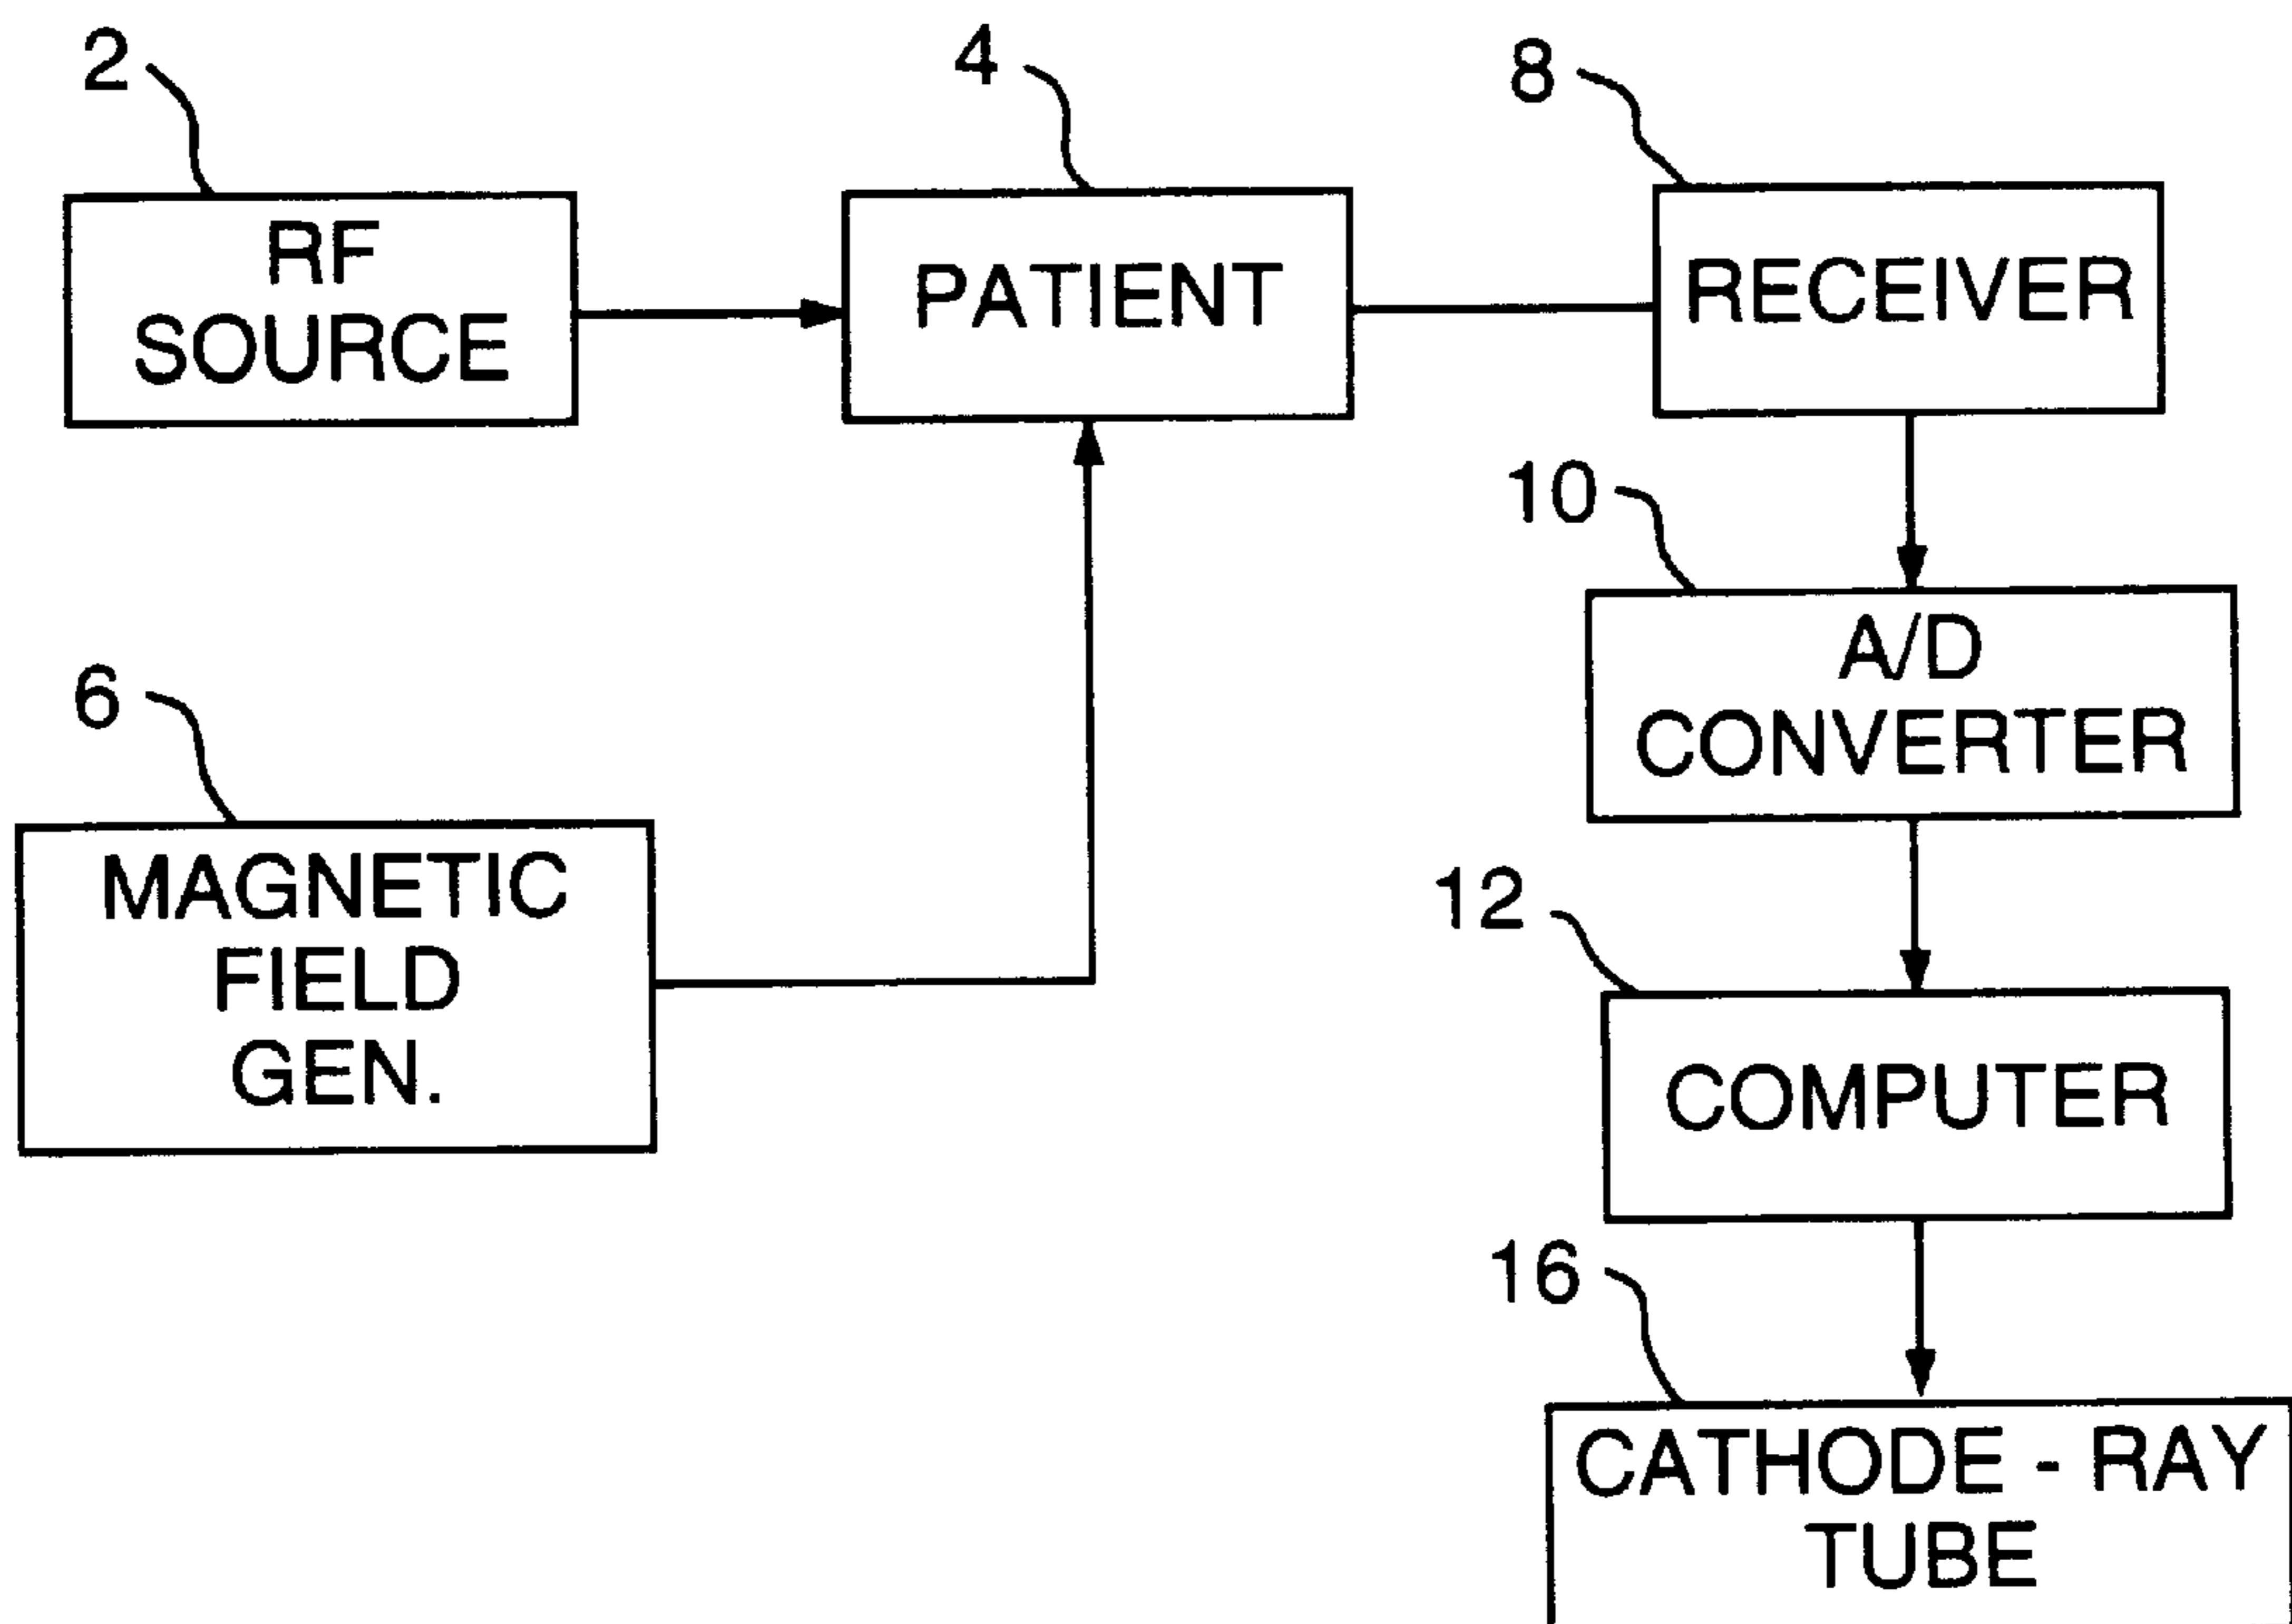 2
4
8
RF
SOURCE
PATIENT
RECEIVER
10
A/D
CONVERTER
6
MAGNETIC
FIELD
GEN.
12
COMPUTER
16
CATHODE - RAY
TUBE